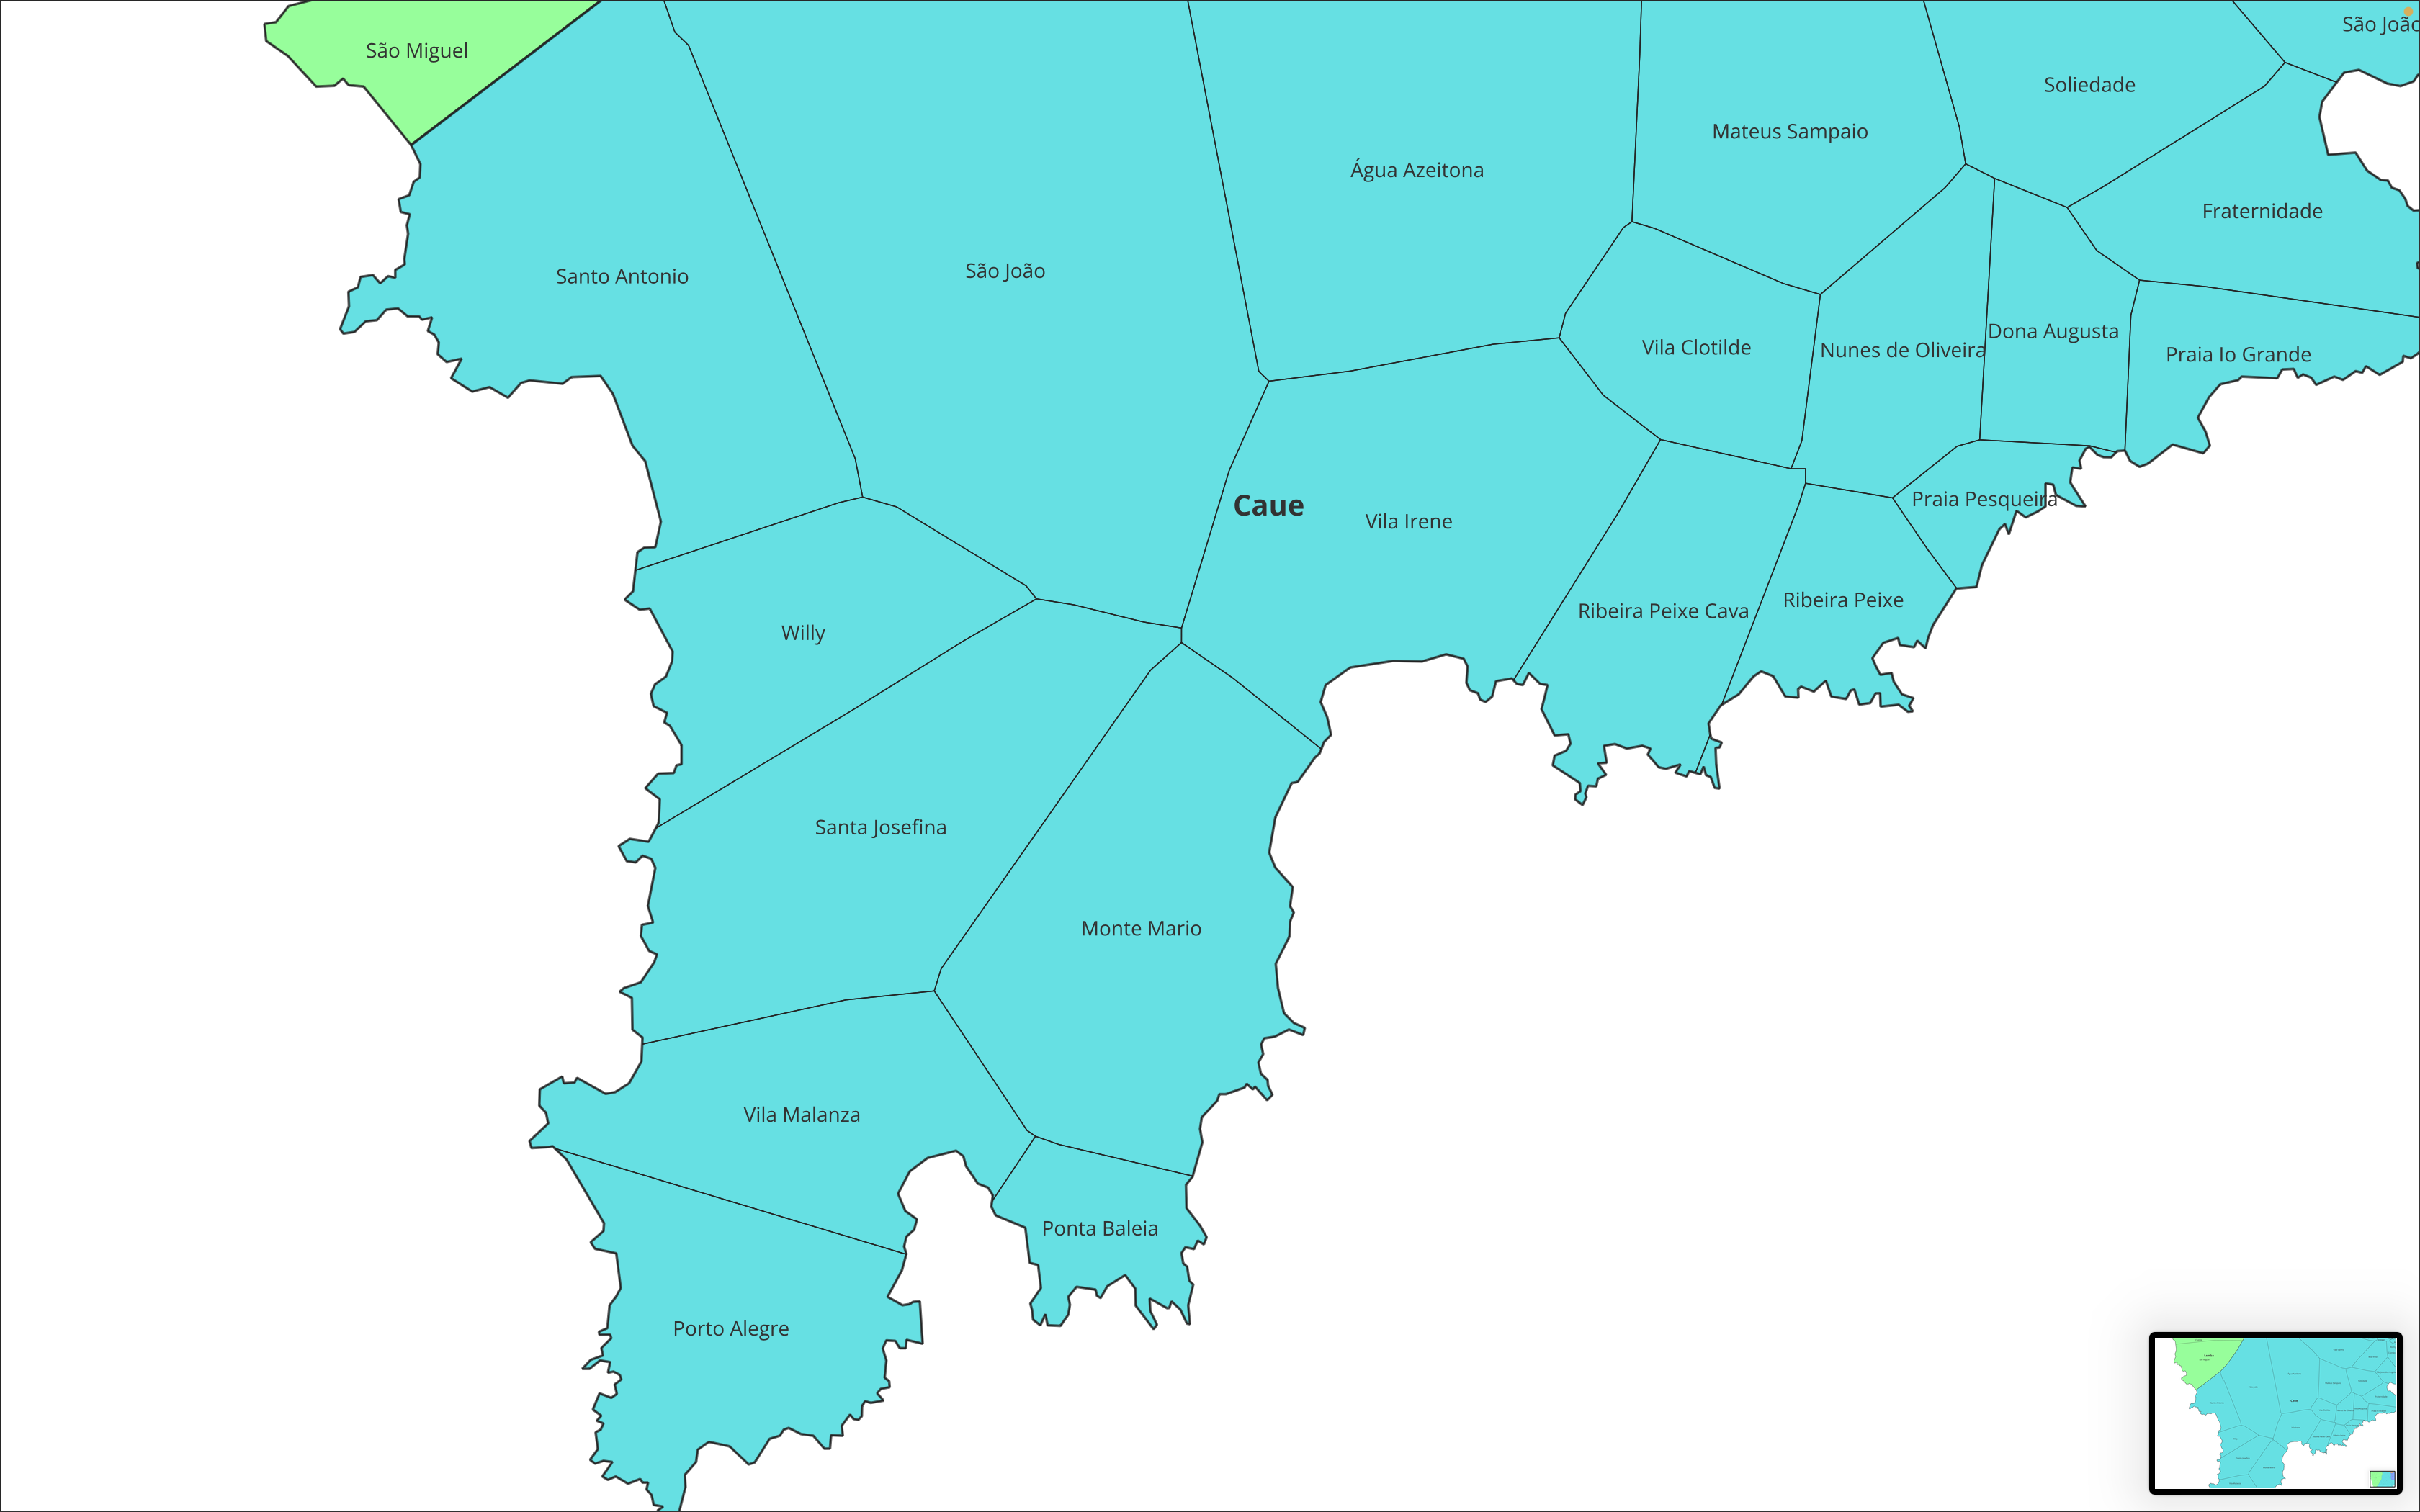 São Miguel
São João
Soliedade
Mateus Sampaio
Água Azeitona
Fraternidade
Santo Antonio
São João
Dona Augusta
Vila Clotilde
Nunes de Oliveira
Praia Io Grande
Praia Pesqueira
Caue
Vila Irene
Ribeira Peixe
Ribeira Peixe Cava
Willy
Santa Josefina
Monte Mario
Vila Malanza
Ponta Baleia
Porto Alegre